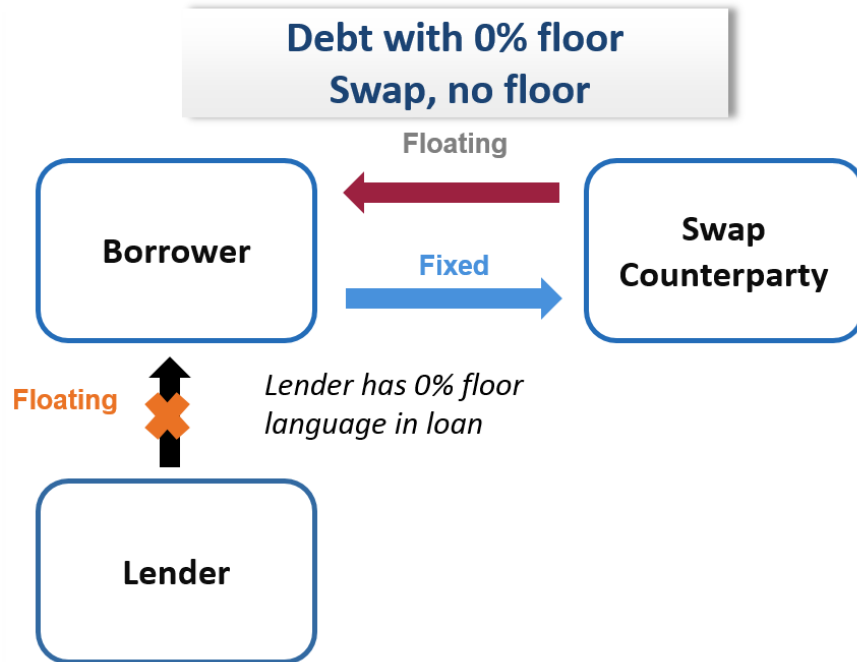 Debt with 0% floor
Swap, no floor
Floating
Borrower
Swap
Counterparty
Fixed
Floating
Lender has 0% floor
language in loan
Lender